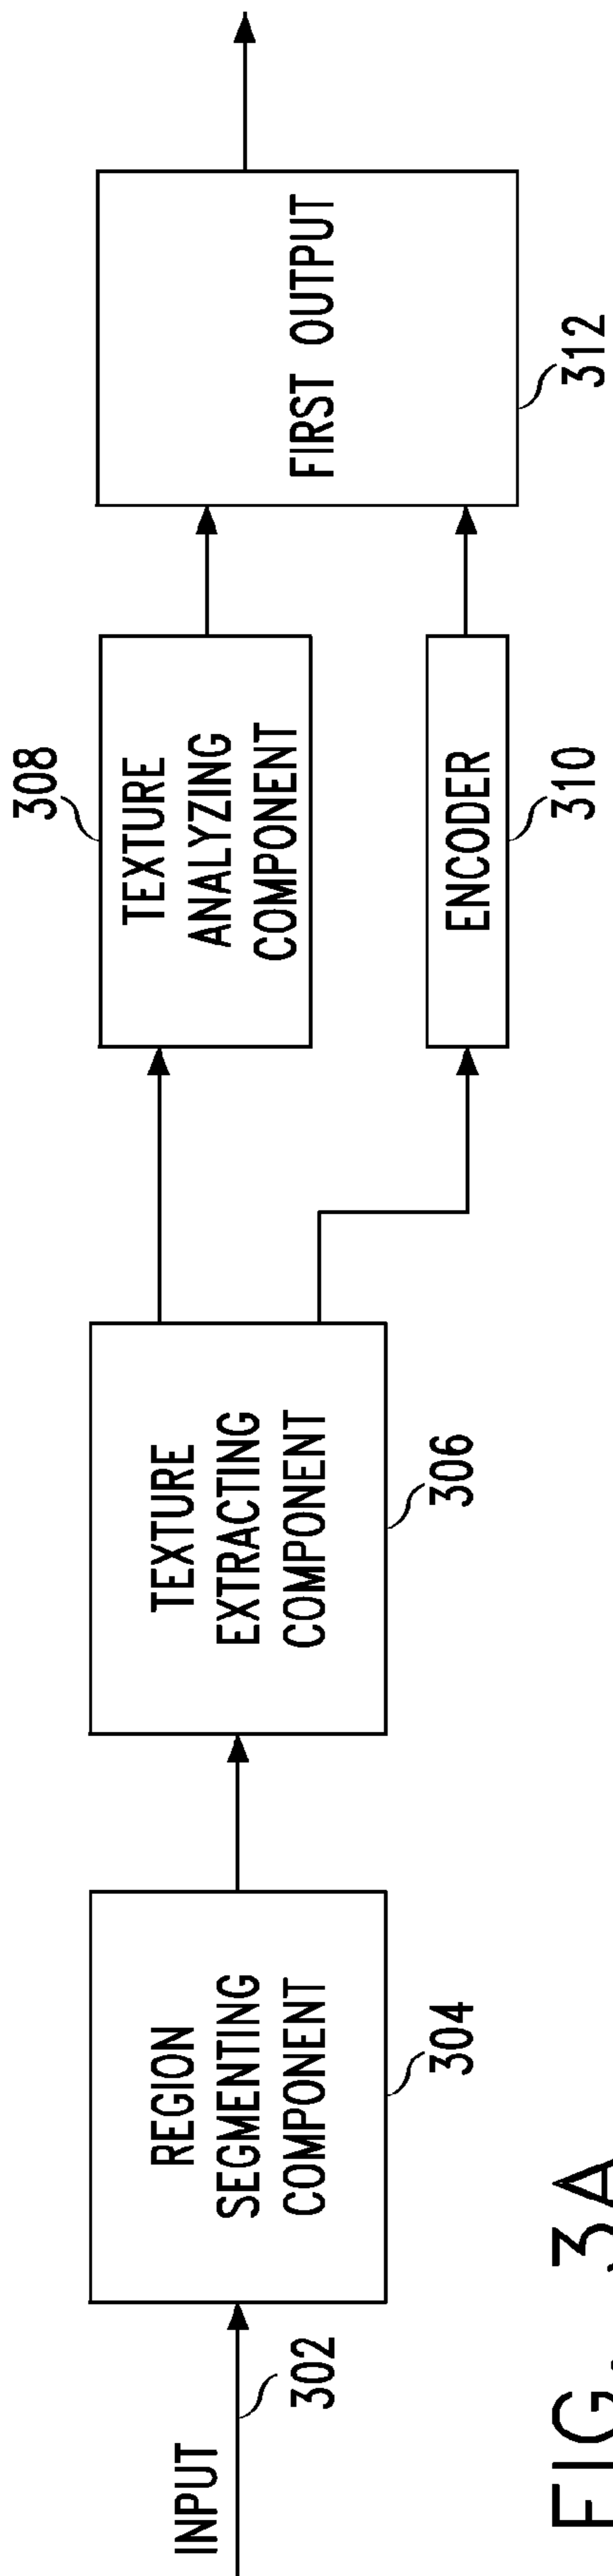 INPUT
302
REGION
SEGMENTING
COMPONENT
304
TEXTURE
EXTRACTING
COMPONENT
306
TEXTURE
ANALYZING
COMPONENT
308
ENCODER
310
FIRST OUTPUT
312
FIG. 3A